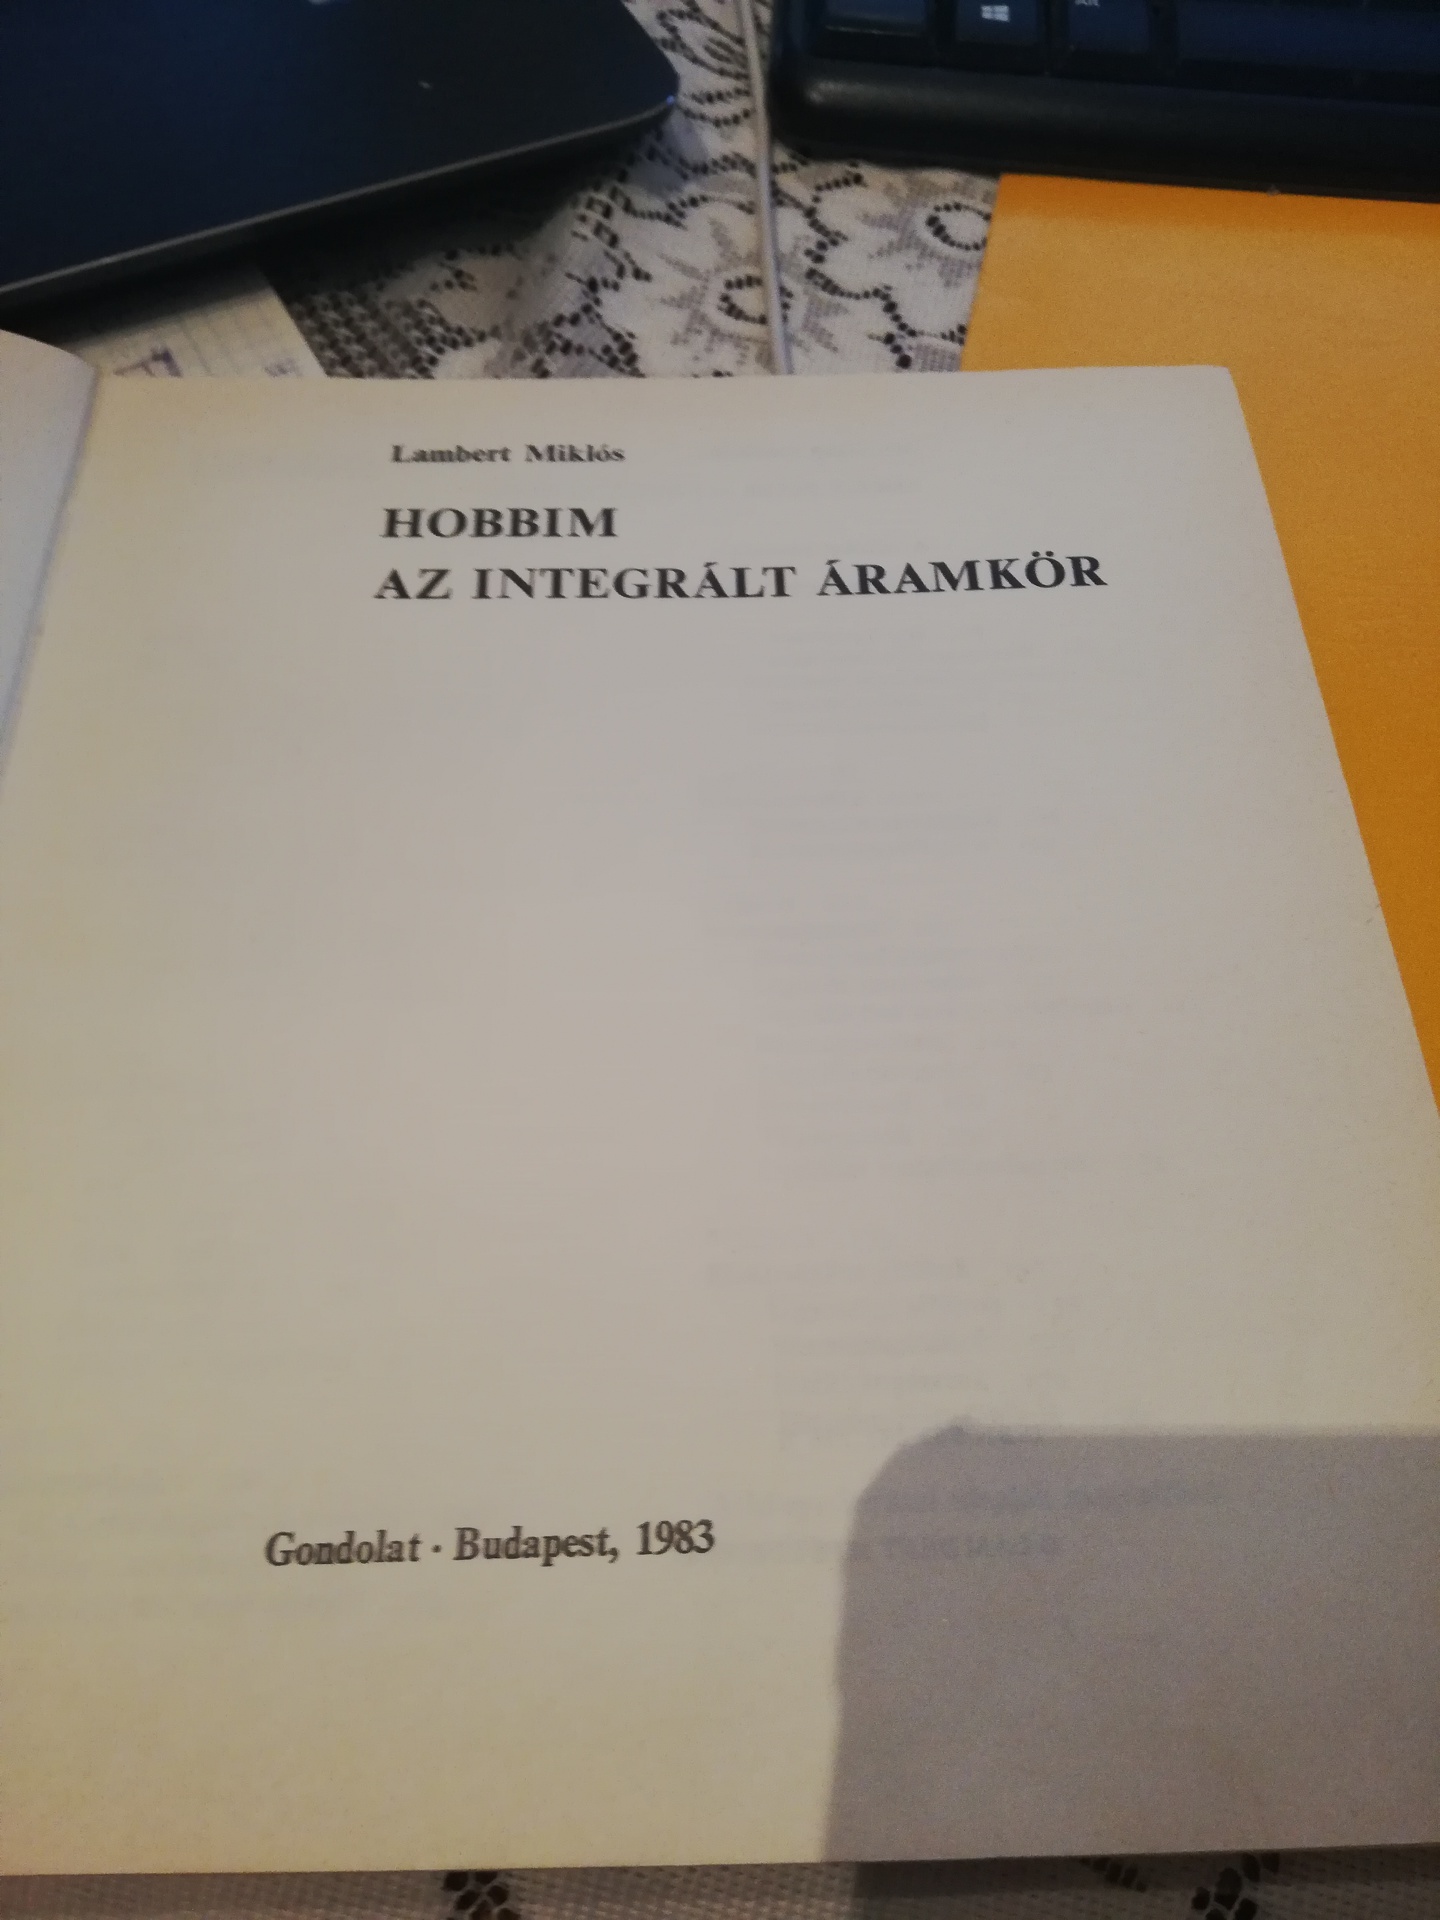 Lambert Miklós
HOBBIM
AZ INTEGRÁLT ÁRAMKÖR
Gondolat · Budapest, 1983